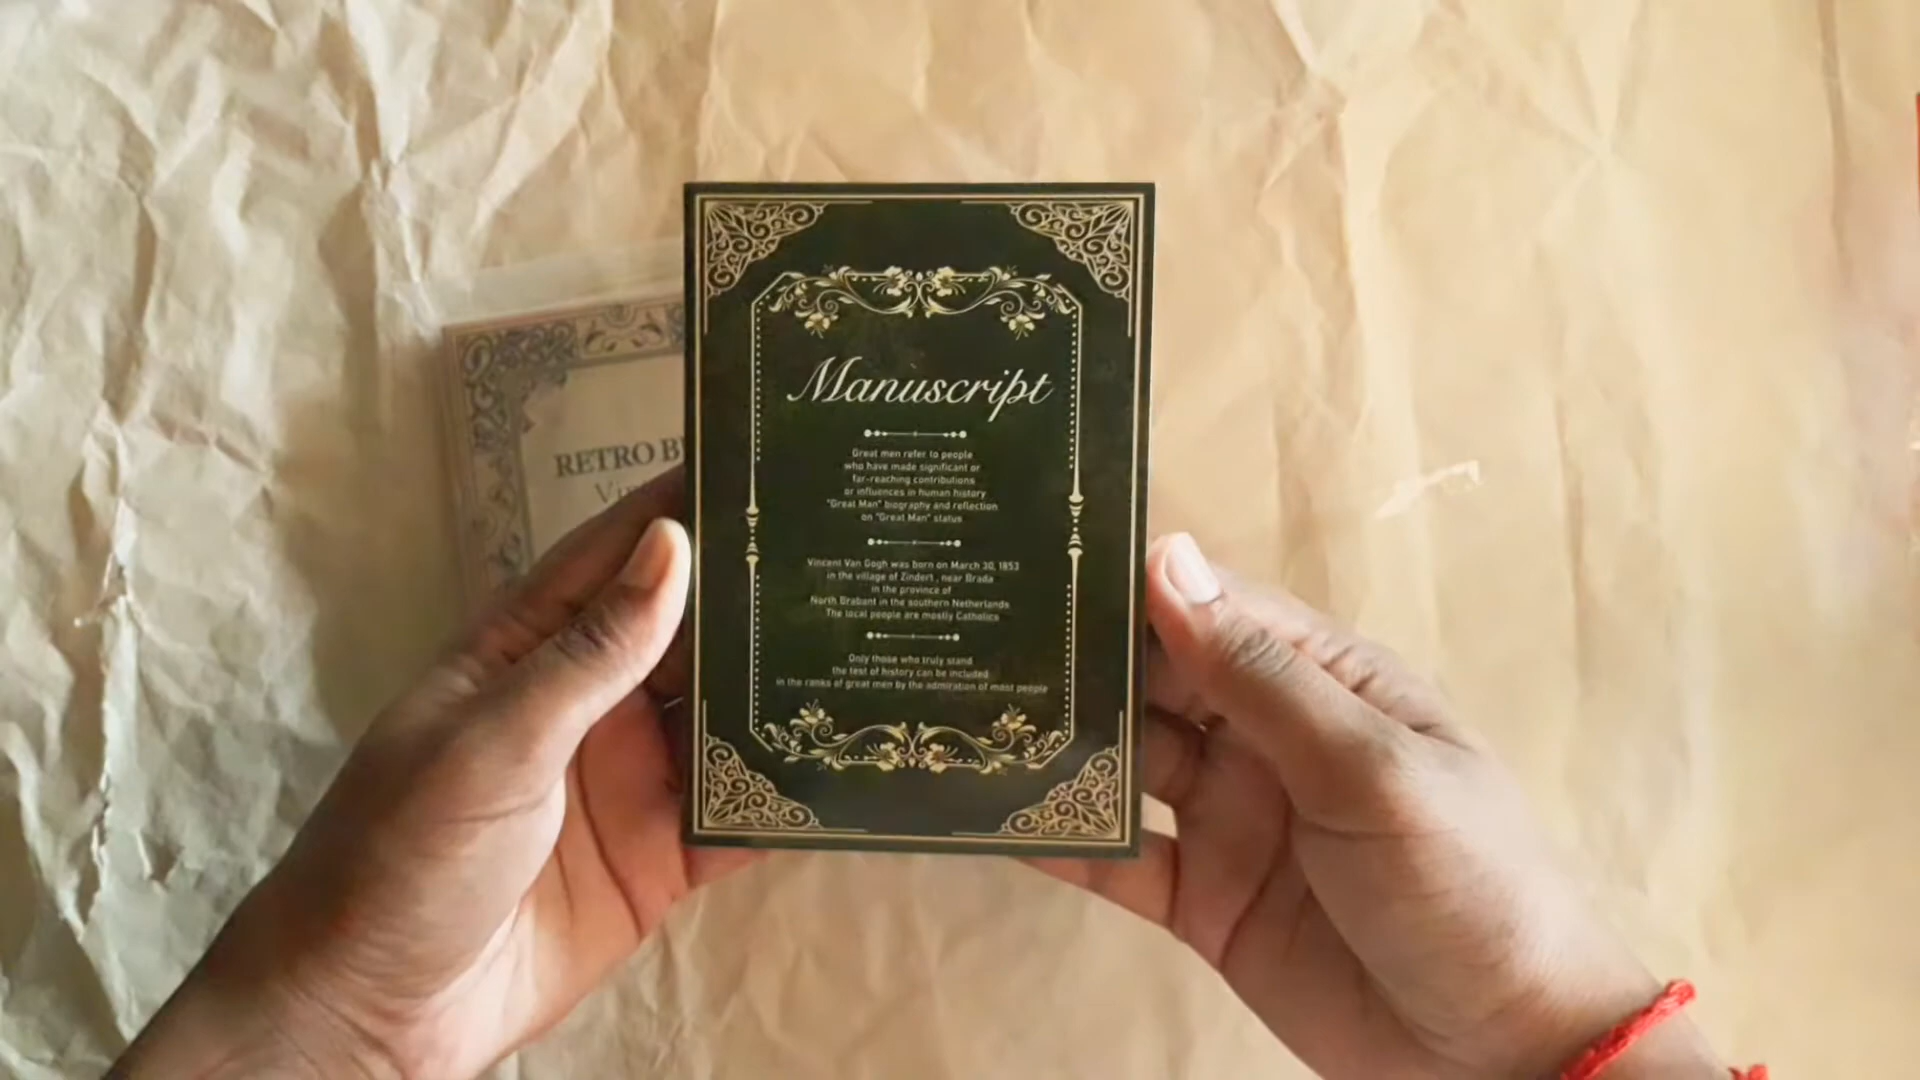 Manuscript
Great men refer to people
who have made significant or
far-reaching contributions
or influences in human history
"Great Man" biography and reflection
on "Great Man" status
Vincent Van Gogh was born on March 30, 1853
in the village of Zindert , near Brada
in the province of
North Brabant in the southern Netherlands
The local people are mostly Catholics
Only those who truly stand
the test of history can be included
in the ranks of great men by the admiration of most people
RETRO